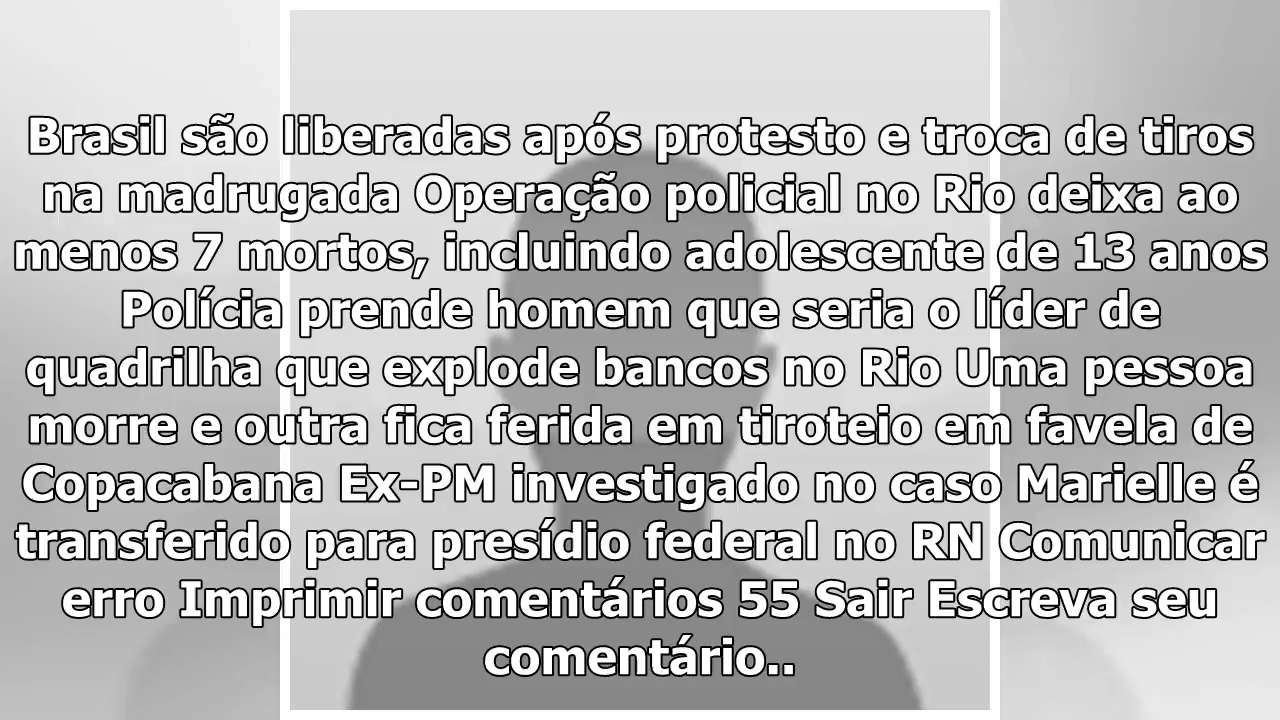 Brasil são liberadas após protesto e troca de tiros
na madrugada Operação policial no Rio deixa ao
menos 7 mortos, incluindo adolescente de 13 anos
Polícia prende homem que seria o líder de
quadrilha que explode bancos no Rio Uma pessoa
morre e outra fica ferida em tiroteio em favela de
Copacabana Ex-PM investigado no caso Marielle é
transferido para presídio federal no RN Comunicar
erro Imprimir comentários 55 Sair Escreva seu
comentário..